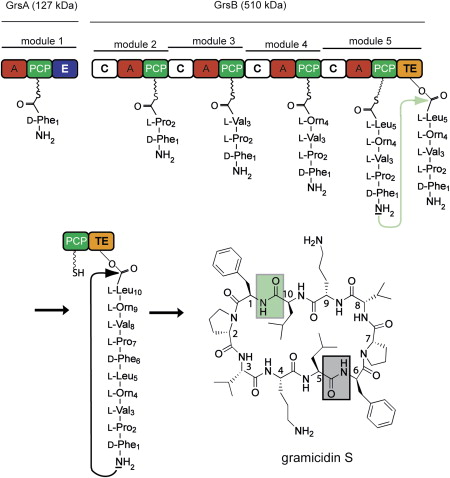 GrsA (127 kDa) GrsB (510 kDa)
module 1 module 2 module 3 module 4 module 5
A PCP E C A PCP C A PCP C A PCP C A PCP TE
O O O O O O
D-Phe1
NH2
L-Pro2
D-Phe1
NH2
L-Val3
L-Pro2
D-Phe1
NH2
L-Orn4
L-Val3
L-Pro2
D-Phe1
NH2
L-Leu5
L-Orn4
L-Val3
L-Pro2
D-Phe1
NH2
O
L-Leu5
L-Orn4
L-Val3
L-Pro2
D-Phe1
NH2
PCP TE
SH
O O
L-Leu10
L-Orn9
L-Val8
L-Pro7
D-Phe6
L-Leu5
L-Orn4
L-Val3
L-Pro2
D-Phe1
NH2
H2N
O O H N O
1 N H 10 N H O 9 N H 8
N O
2 7
O N
H N O H N O H
3 N H 4 O N H 5 O N 6 O
NH2
gramicidin S